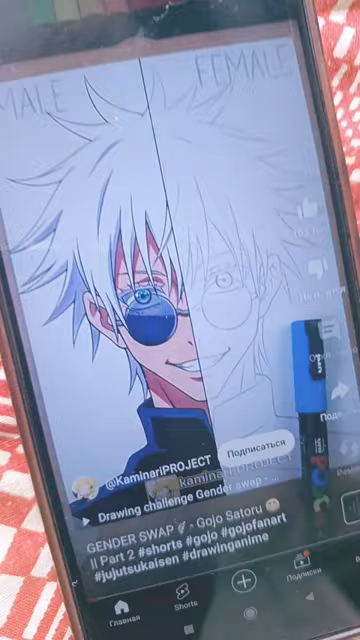 MALE
FEMALE
Подписаться
@KaminariPROJECT
Drawing challenge Gender swap - ...
GENDER SWAP - Gojo Satoru
|| Part 2 #shorts #gojo #gojofanart
#jujutsukaisen #drawinganime
Главная
Shorts
Подписки